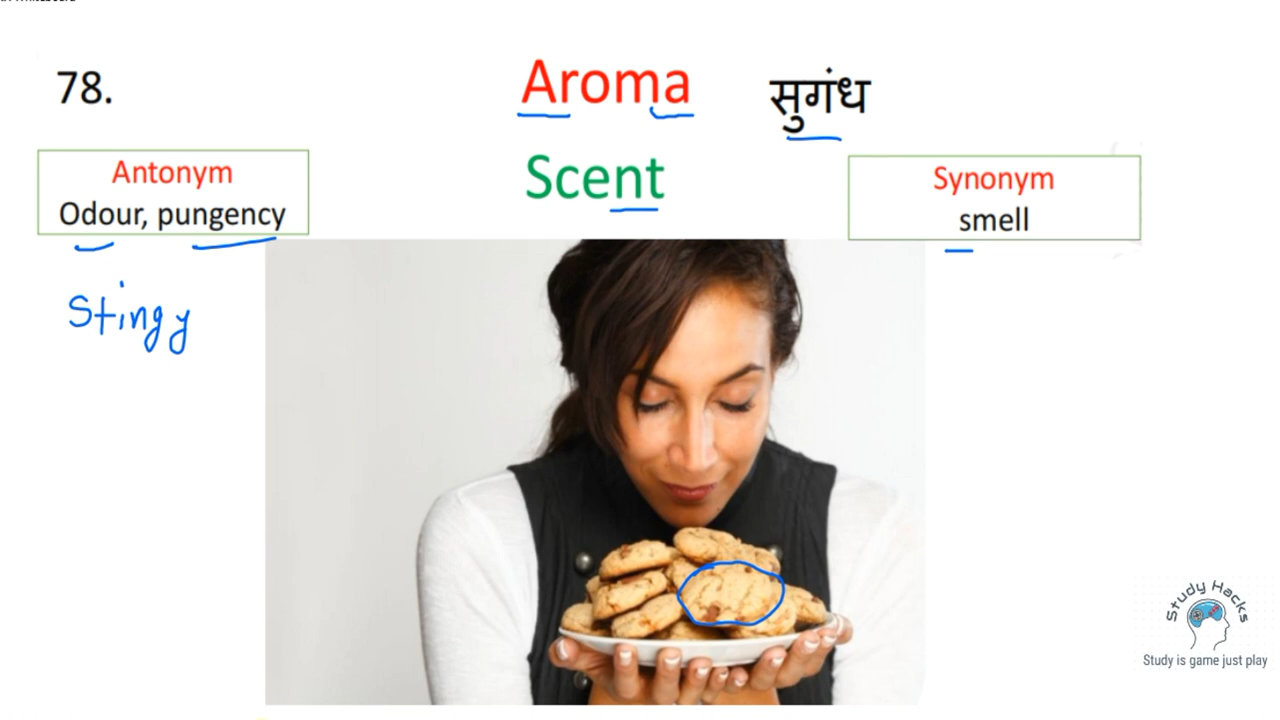 78.
Aroma
सुगंध
Antonym
Odour, pungency
Scent
Synonym
smell
Stingy
Study Hacks
Study is game just play